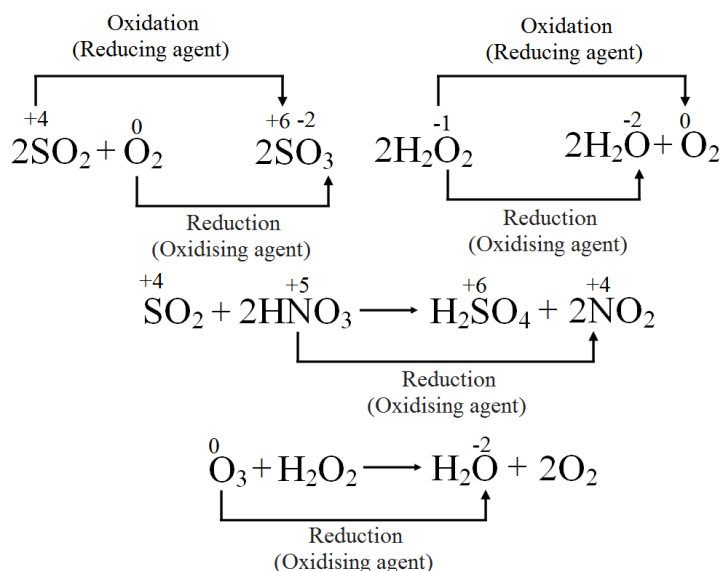 Oxidation
(Reducing agent)
+4 0 +6 -2
2SO₂ + O₂ 2SO₃
Reduction
(Oxidising agent)
Oxidation
(Reducing agent)
-1 -2 0
2H₂O₂ 2H₂O + O₂
Reduction
(Oxidising agent)
+4 +5 +6 +4
SO₂ + 2HNO₃ ⟶ H₂SO₄ + 2NO₂
Reduction
(Oxidising agent)
0 -2
O₃ + H₂O₂ ⟶ H₂O + 2O₂
Reduction
(Oxidising agent)